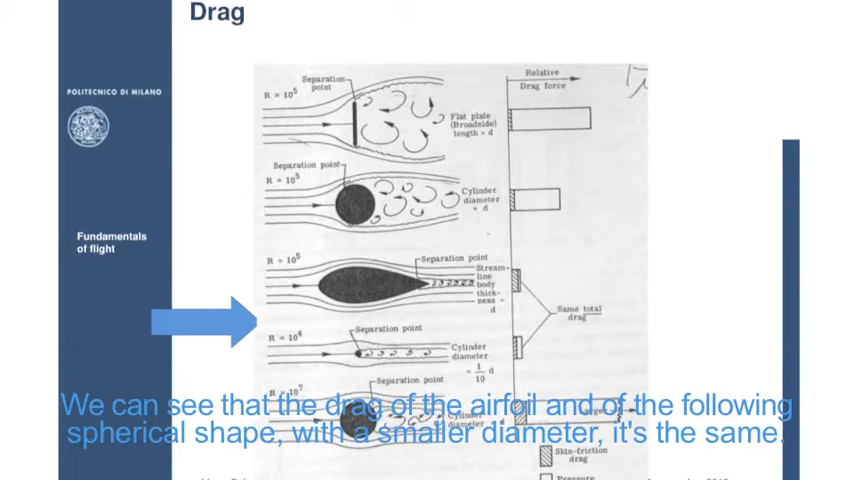 Drag
POLITECNICO DI MILANO
Fundamentals
of flight
Separation
point
R = 10⁵
Flat plate
(Broadside)
length = d
Relative
Drag force
Separation point
R = 10⁵
Cylinder
diameter
= d
R = 10⁵
Separation point
Stream-
line
body
thick-
ness =
d
Same total
drag
R = 10⁴
Separation point
Cylinder
diameter
= 1/10 d
R = 10⁷
Separation point
We can see that the drag of the airfoil and of the following
spherical shape, with a smaller diameter, it's the same.
Skin-friction
drag
Pressure